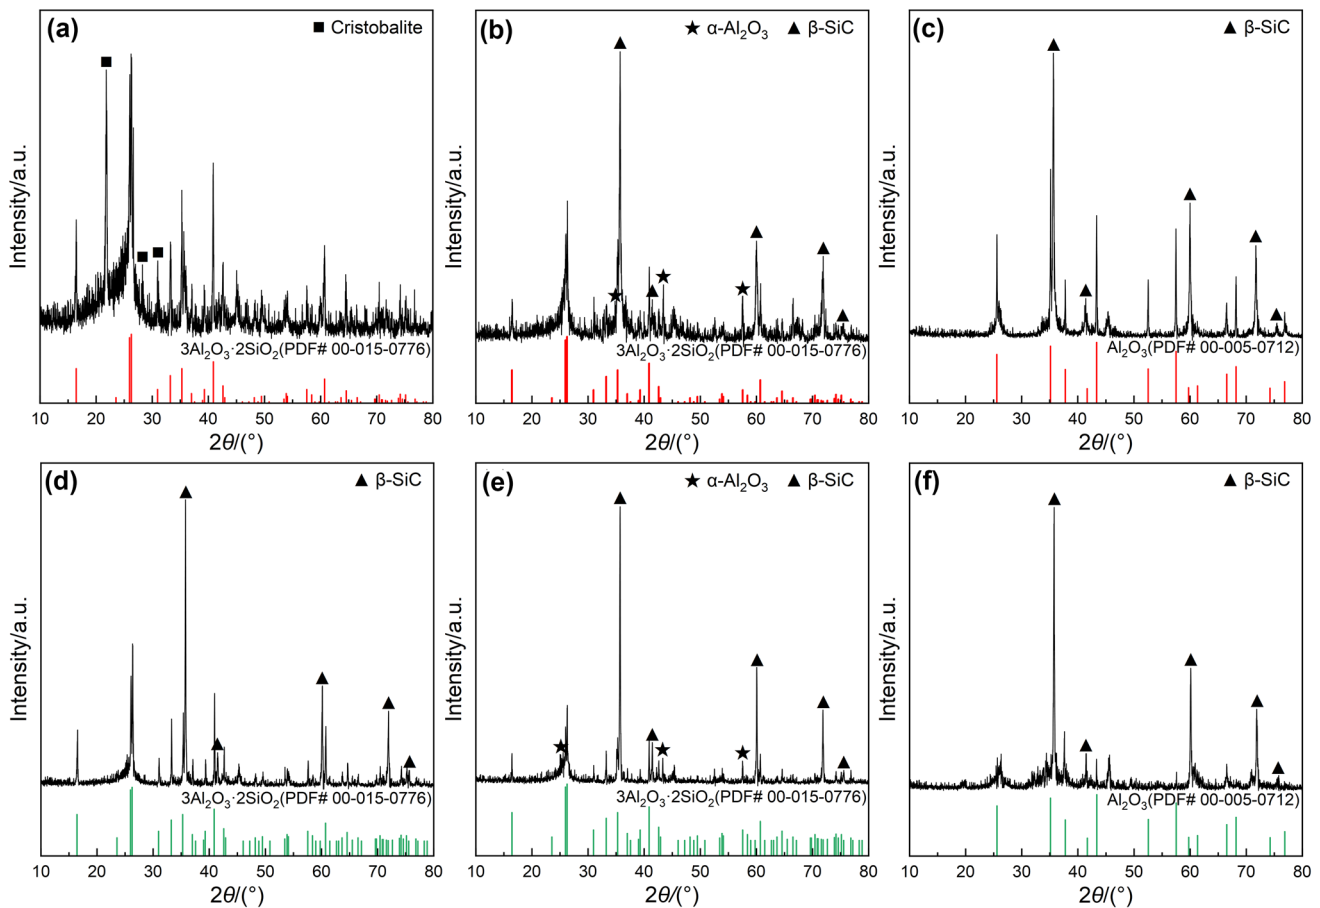 (a) ■ Cristobalite
Intensity/a.u.
3Al₂O₃·2SiO₂(PDF# 00-015-0776)
10 20 30 40 50 60 70 80
2θ/(°)
(b) ★ α-Al₂O₃ ▲ β-SiC
Intensity/a.u.
3Al₂O₃·2SiO₂(PDF# 00-015-0776)
10 20 30 40 50 60 70 80
2θ/(°)
(c) ▲ β-SiC
Intensity/a.u.
Al₂O₃(PDF# 00-005-0712)
10 20 30 40 50 60 70 80
2θ/(°)
(d) ▲ β-SiC
Intensity/a.u.
3Al₂O₃·2SiO₂(PDF# 00-015-0776)
10 20 30 40 50 60 70 80
2θ/(°)
(e) ★ α-Al₂O₃ ▲ β-SiC
Intensity/a.u.
3Al₂O₃·2SiO₂(PDF# 00-015-0776)
10 20 30 40 50 60 70 80
2θ/(°)
(f) ▲ β-SiC
Intensity/a.u.
Al₂O₃(PDF# 00-005-0712)
10 20 30 40 50 60 70 80
2θ/(°)